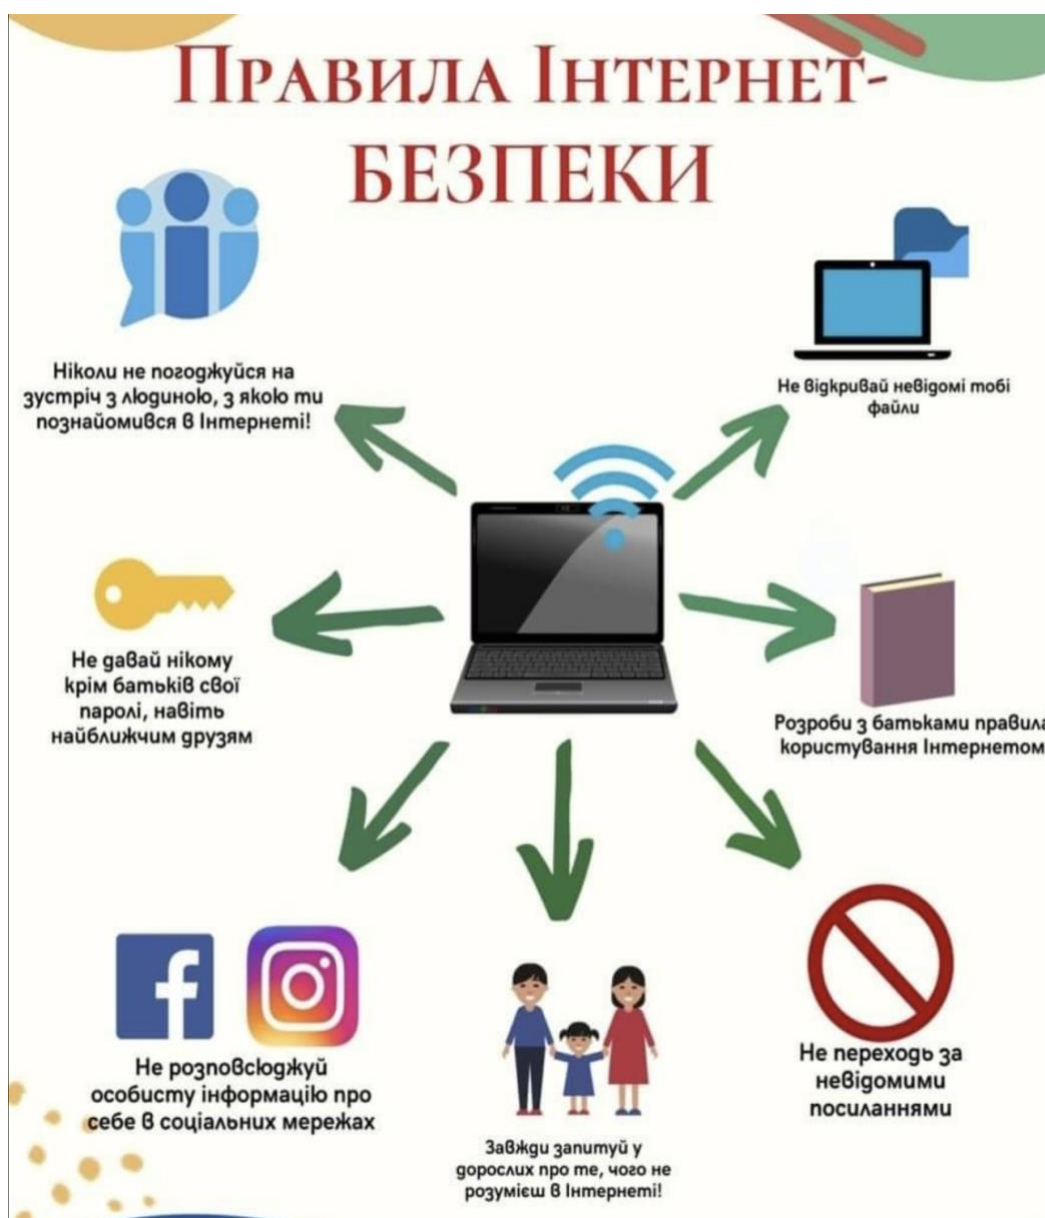 ПРАВИЛА ІНТЕРНЕТ-
БЕЗПЕКИ
Ніколи не погоджуйся на
зустріч з людиною, з якою ти
познайомився в Інтернеті!
Не відкривай невідомі тобі
файли
Не давай нікому
крім батьків свої
паролі, навіть
найближчим друзям
Розроби з батьками правила
користування Інтернетом
Не розповсюджуй
особисту інформацію про
себе в соціальних мережах
Завжди запитуй у
дорослих про те, чого не
розумієш в Інтернеті!
Не переходь за
невідомими
посиланнями